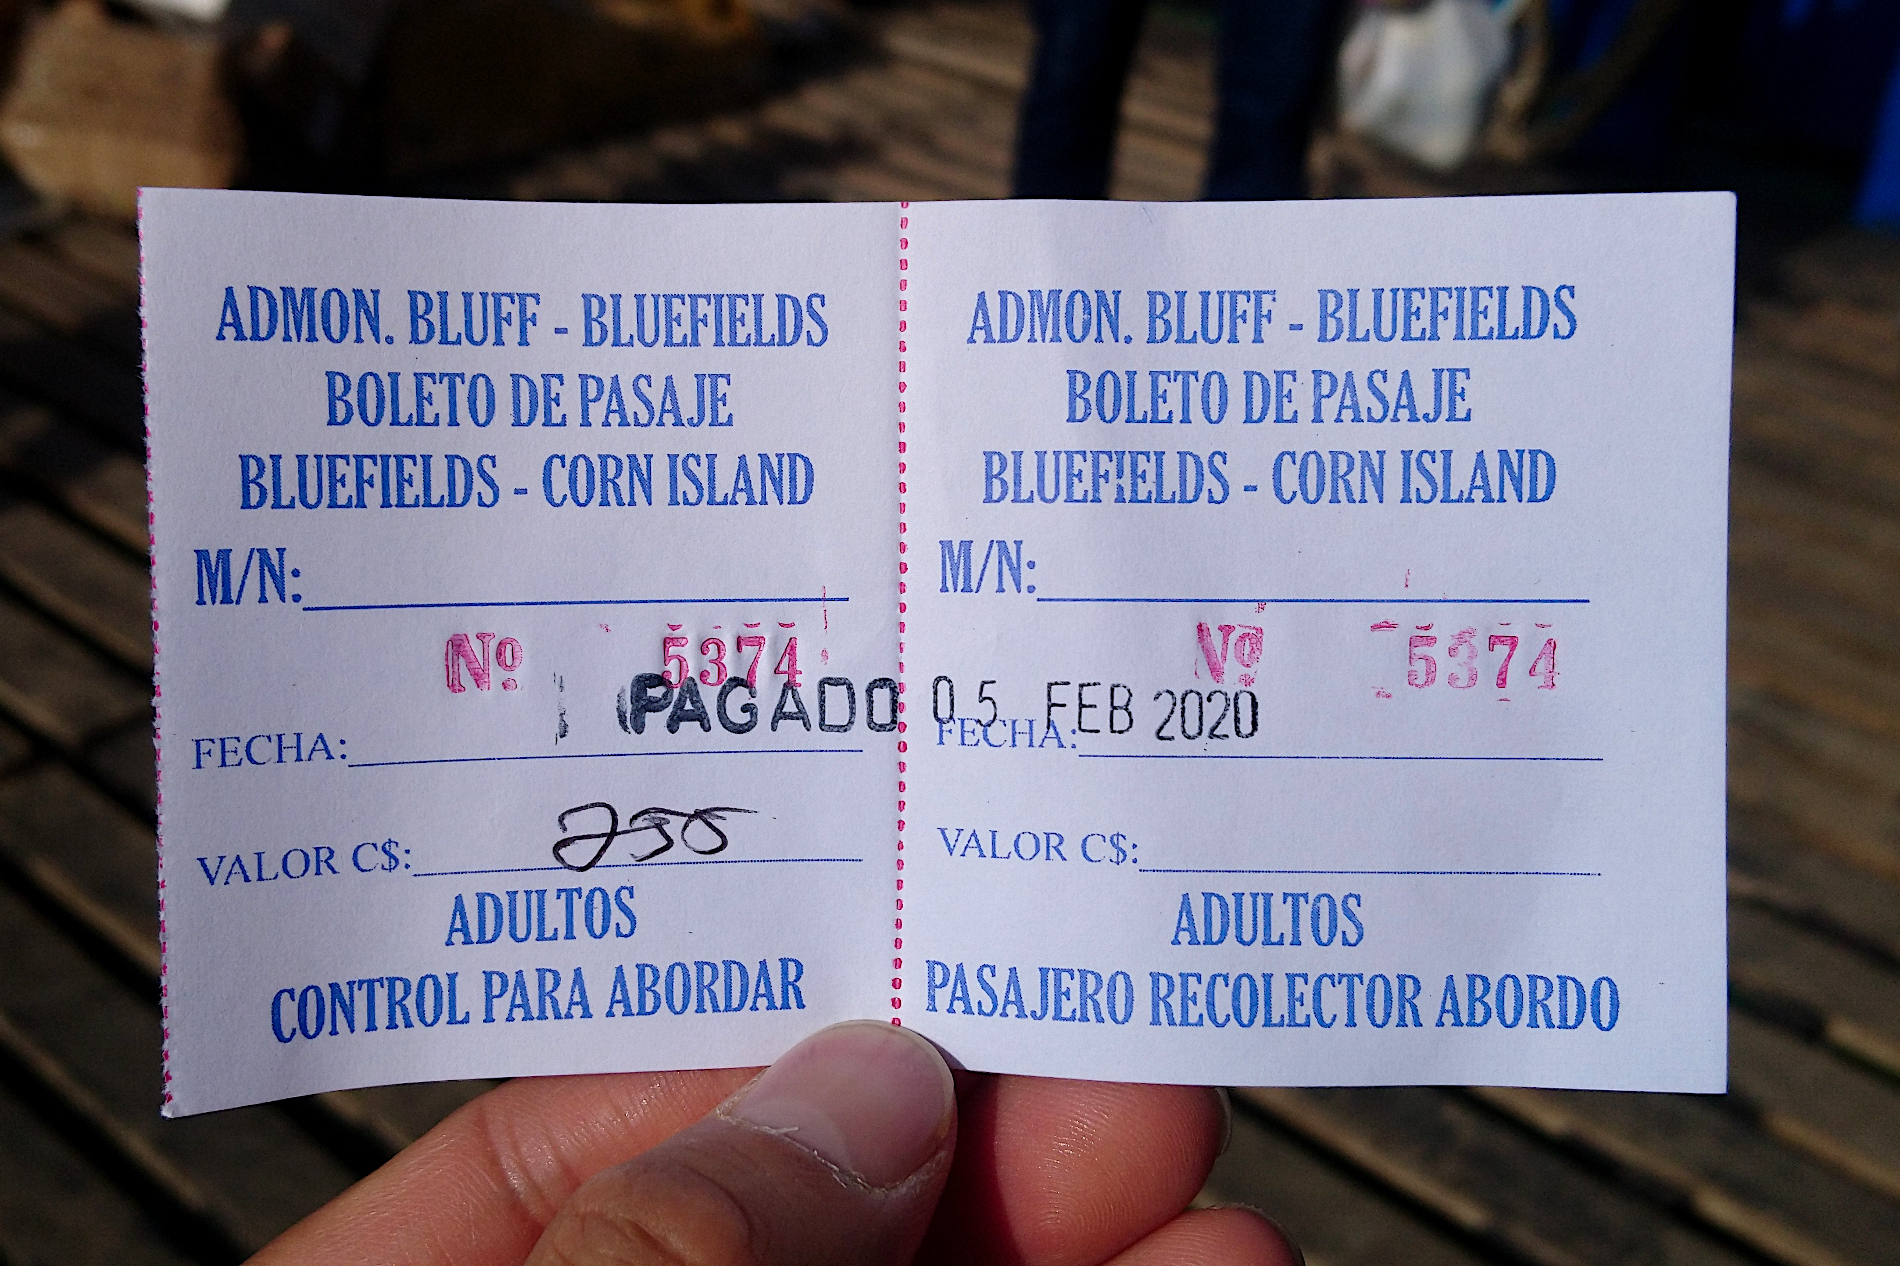 ADMON. BLUFF - BLUEFIELDS
BOLETO DE PASAJE
BLUEFIELDS - CORN ISLAND
M/N:
Nº 5374
PAGADO 05 FEB 2020
FECHA:
VALOR C$: 250
ADULTOS
CONTROL PARA ABORDAR
ADMON. BLUFF - BLUEFIELDS
BOLETO DE PASAJE
BLUEFIELDS - CORN ISLAND
M/N:
Nº 5374
FECHA:
VALOR C$:
ADULTOS
PASAJERO RECOLECTOR ABORDO